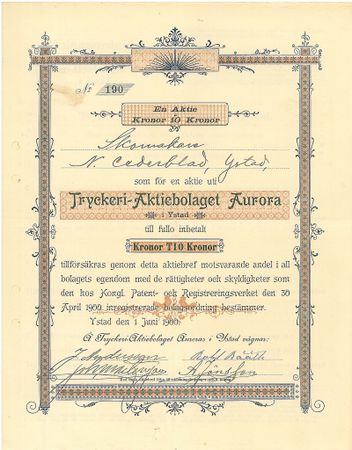 No 190
En Aktie
Kronor 10 Kronor
Skomakare
N. Cederblad, Ystad,
som för en aktie uti
Tryckeri-Aktiebolaget Aurora
i Ystad
till fullo inbetalt
Kronor T10 Kronor
tillförsäkras genom detta aktiebref motsvarande andel i all
bolagets egendom med de rättigheter och skyldigheter som
den hos Kongl. Patent- och Registreringsverket den 30
April 1900 inregistrerade bolagsordning bestämmer.
Ystad den 1 Juni 1900.
Å Tryckeri-Aktiebolaget Auroras i Ystad vägnar: